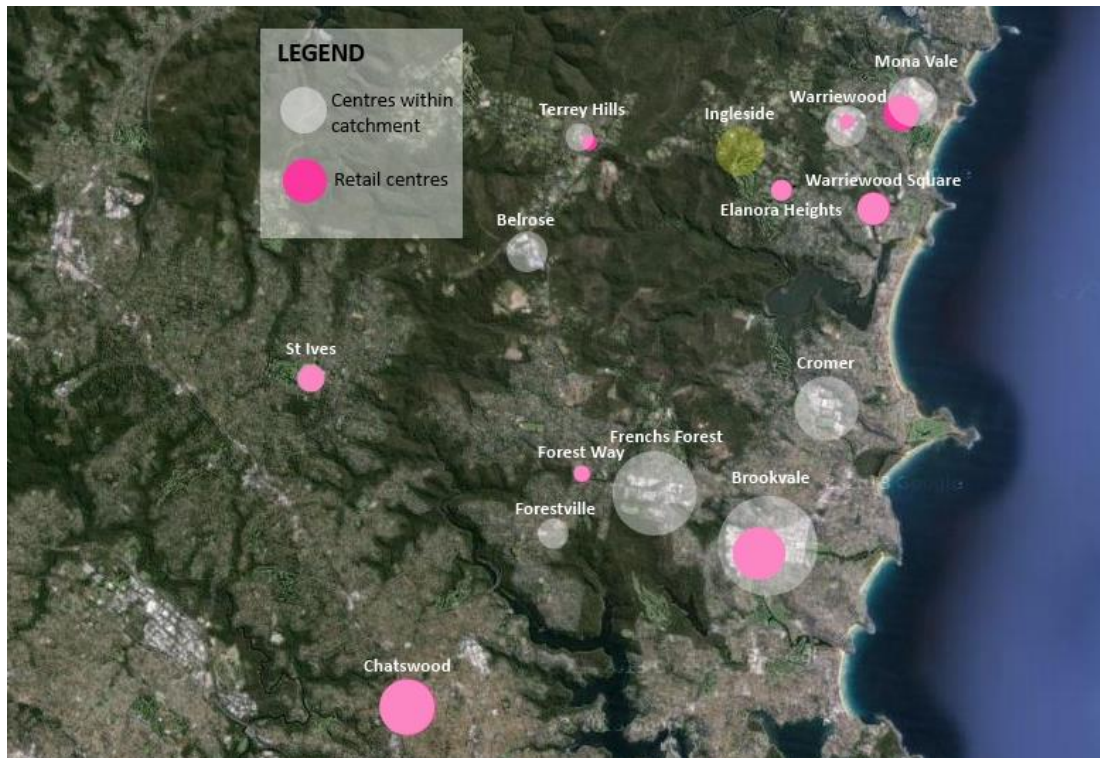 LEGEND
Centres within
catchment
Retail centres
Mona Vale
Warriewood
Terrey Hills
Ingleside
Warriewood Square
Elanora Heights
Belrose
St Ives
Cromer
Frenchs Forest
Forest Way
Brookvale
Forestville
Chatswood
Google